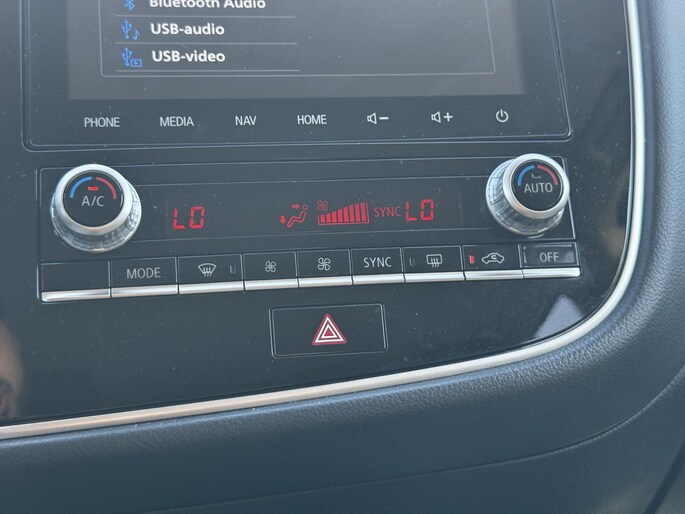 Bluetooth Audio
USB-audio
USB-video
PHONE MEDIA NAV HOME
A/C LO SYNC LO AUTO
MODE SYNC OFF